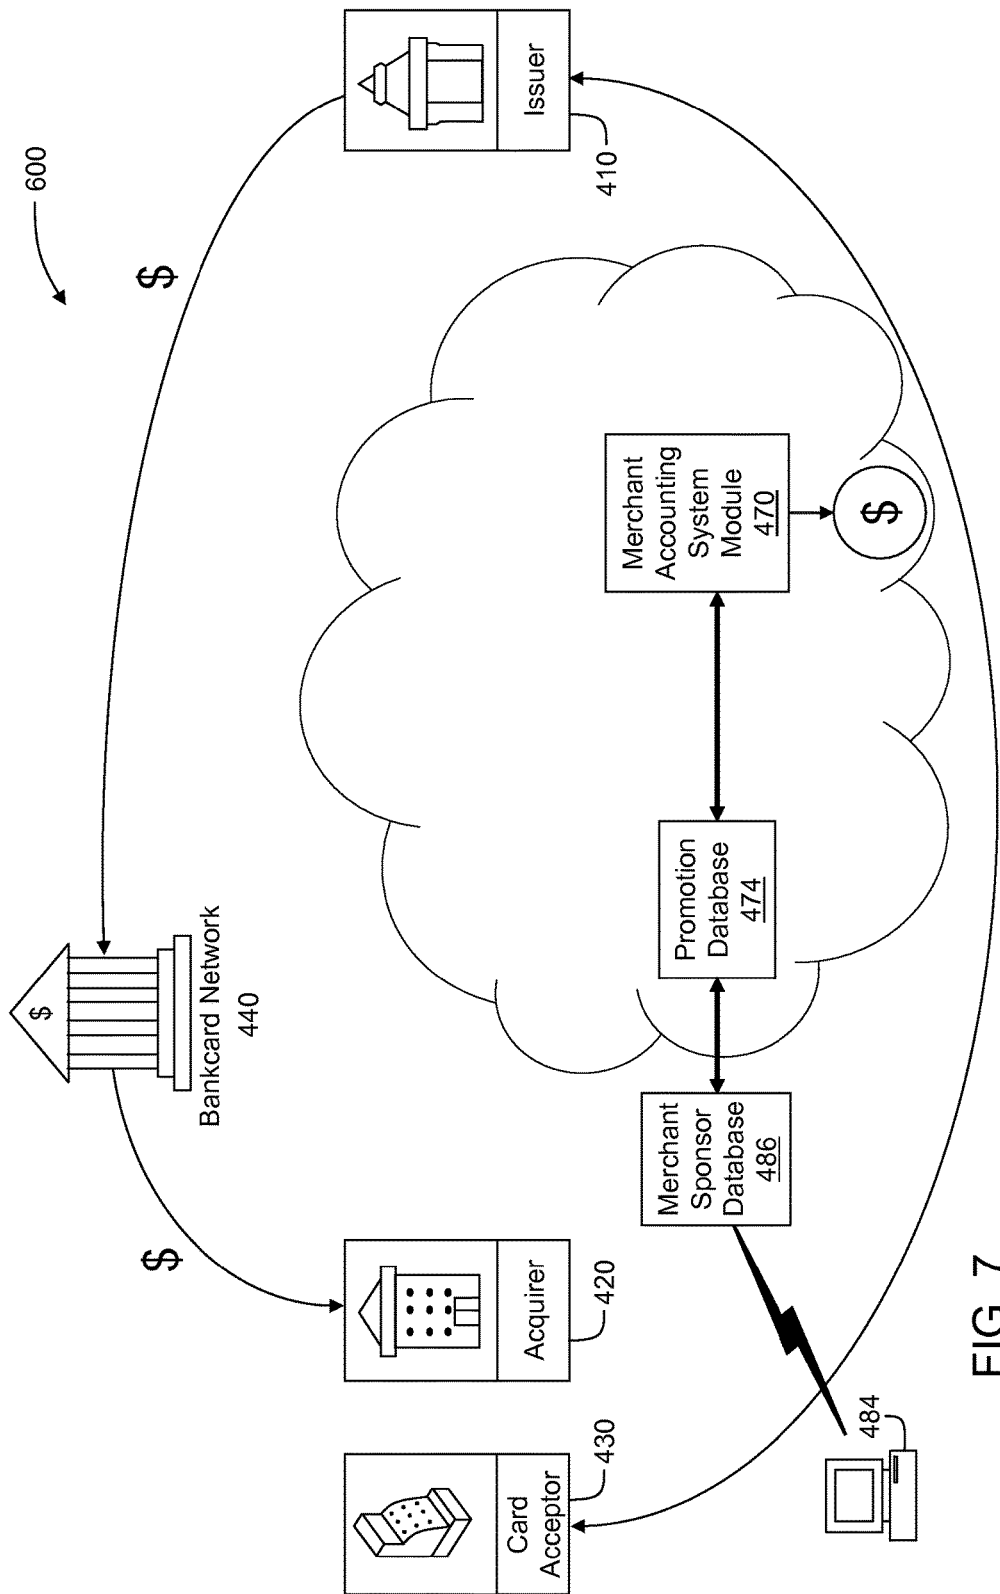 600
$
$
$
Bankcard Network
440
Issuer
410
Acquirer
420
Card
Acceptor
430
Merchant
Accounting
System
Module
470
$
Promotion
Database
474
Merchant
Sponsor
Database
486
484
FIG. 7